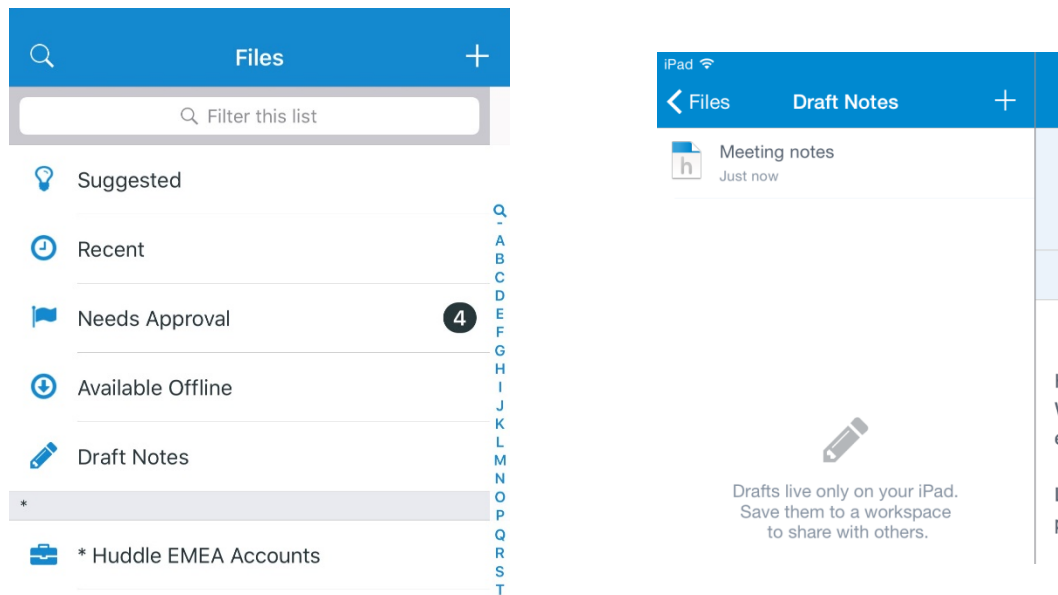 Files
Filter this list
Suggested
Recent
Needs Approval
4
Available Offline
Draft Notes
*
* Huddle EMEA Accounts
-
A
B
C
D
E
F
G
H
I
J
K
L
M
N
O
P
Q
R
S
T
iPad
Files
Draft Notes
h
Meeting notes
Just now
Drafts live only on your iPad.
Save them to a workspace
to share with others.